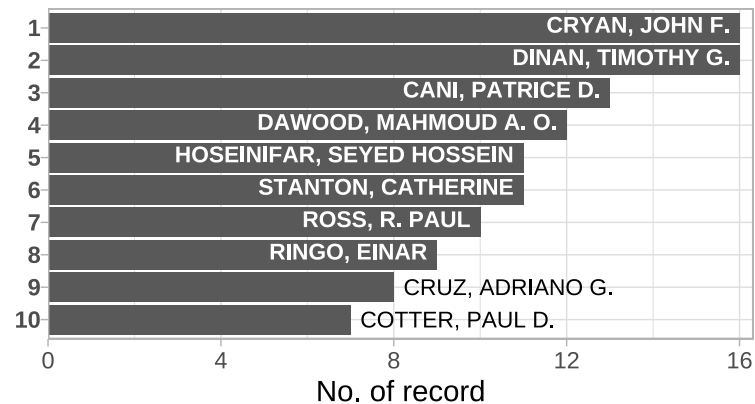 1 CRYAN, JOHN F.
2 DINAN, TIMOTHY G.
3 CANI, PATRICE D.
4 DAWOOD, MAHMOUD A. O.
5 HOSEINIFAR, SEYED HOSSEIN
6 STANTON, CATHERINE
7 ROSS, R. PAUL
8 RINGO, EINAR
9 CRUZ, ADRIANO G.
10 COTTER, PAUL D.
0 4 8 12 16
No. of record